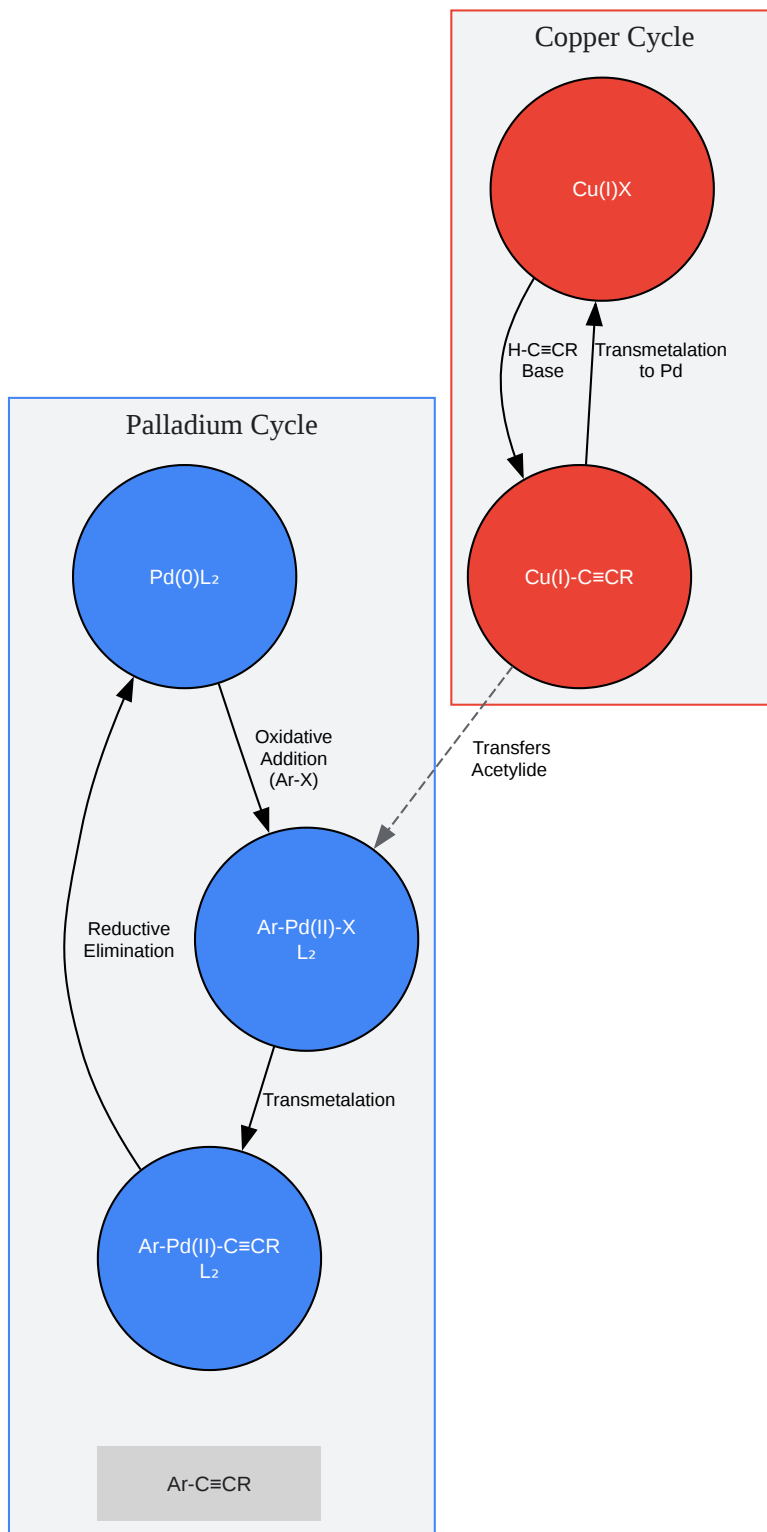 Copper Cycle
Cu(I)X
H-C≡CR
Base
Transmetalation
to Pd
Cu(I)-C≡CR
Transfers
Acetylide
Palladium Cycle
Pd(0)L₂
Oxidative
Addition
(Ar-X)
Ar-Pd(II)-X
L₂
Reductive
Elimination
Transmetalation
Ar-Pd(II)-C≡CR
L₂
Ar-C≡CR